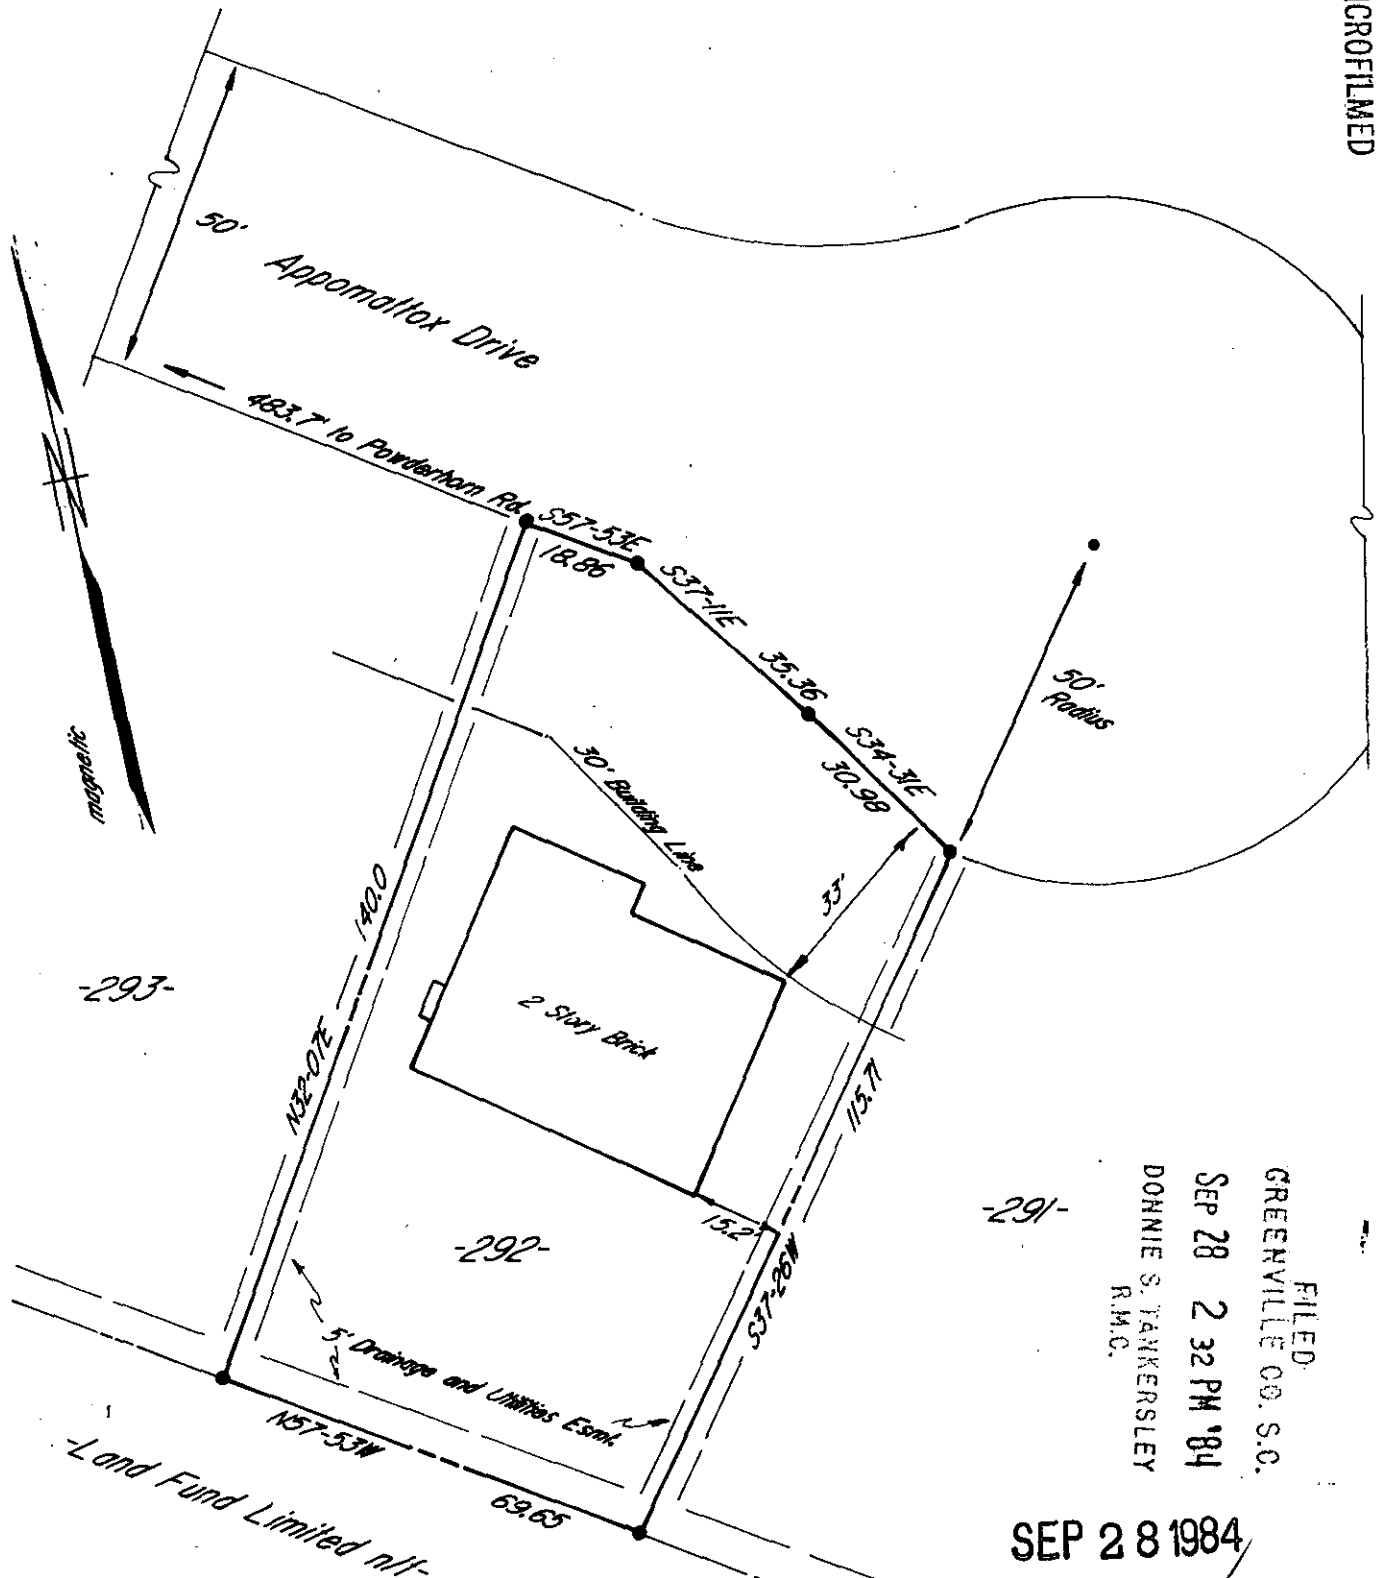 CROFILMED
50'
Appomattox Drive
483.7' to Powderhorn Rd.
S57-53E
18.86
S37-11E
35.36
S34-31E
30.98
50'
Radius
magnetic
30' Building Line
33'
N32-07E
140.0
-293-
2 Story Brick
115.71
S37-26W
15.2'
-292-
-291-
5' Drainage and Utilities Esmt.
N57-53W
69.65
-Land Fund Limited n/f-
FILED
GREENVILLE CO. S.C.
SEP 28 2 32 PM '84
DONNIE S. TANKERSLEY
R.M.C.
SEP 28 1984